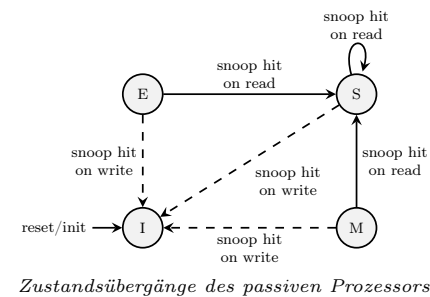 snoop hit
on read
snoop hit
on read
E
S
snoop hit
on write
snoop hit
on write
snoop hit
on read
reset/init
I
M
snoop hit
on write
Zustandsübergänge des passiven Prozessors